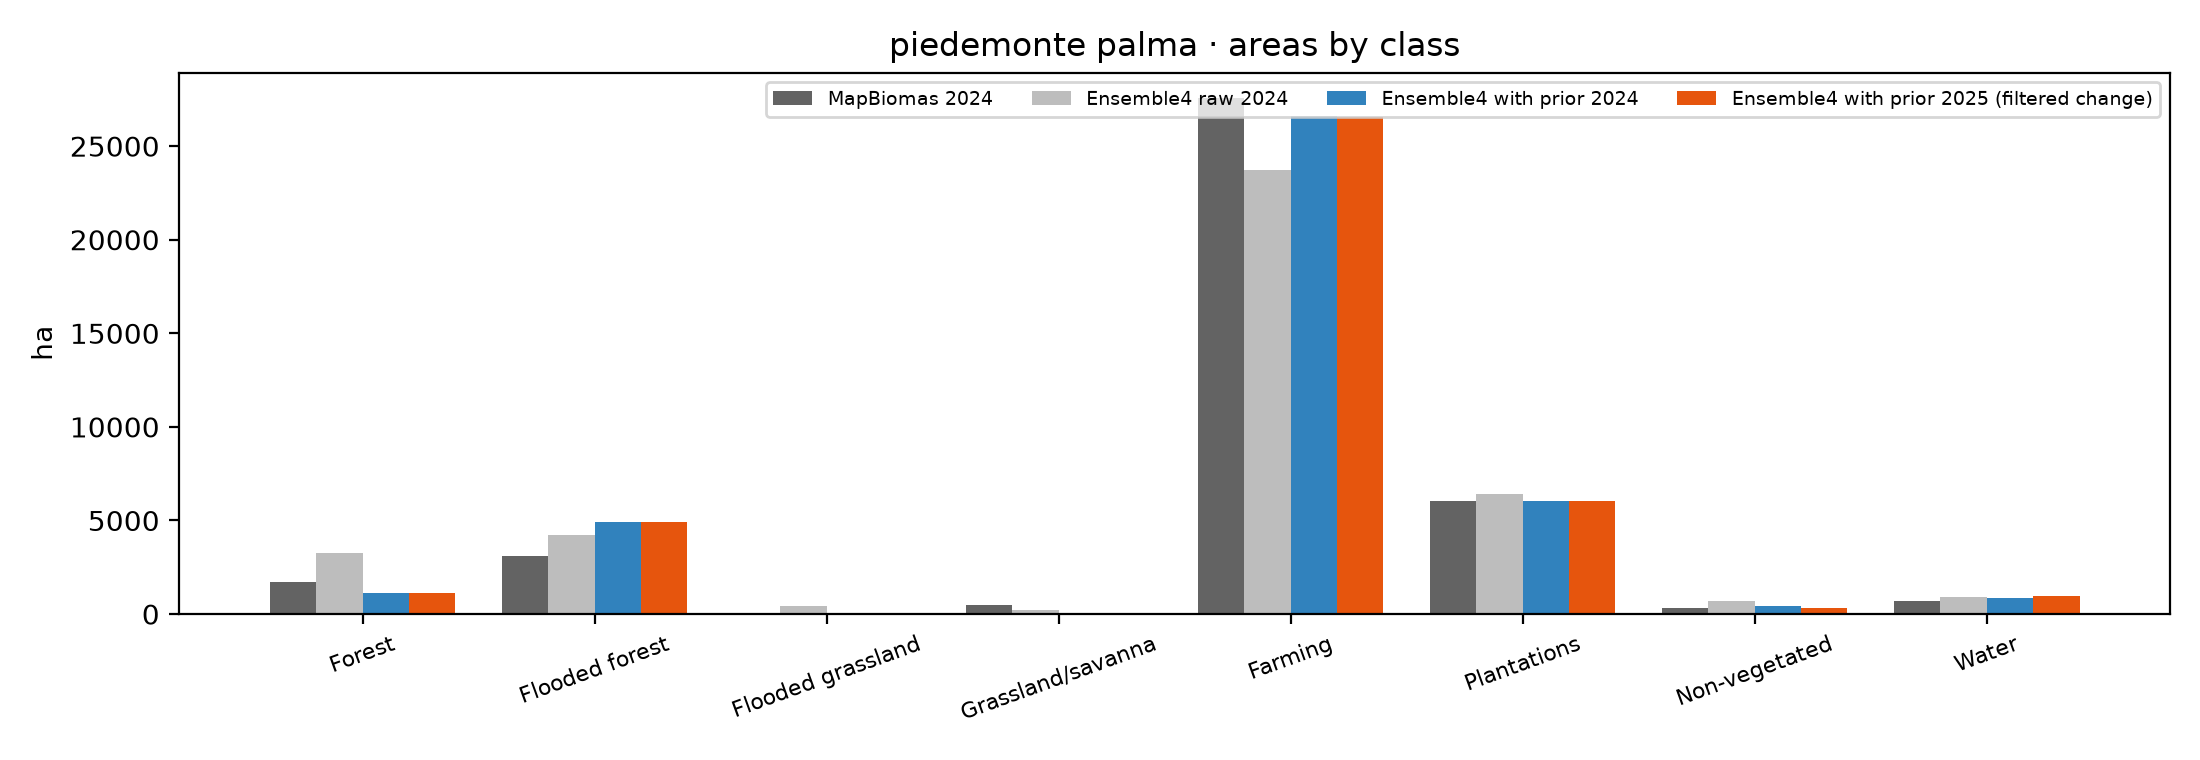 piedemonte palma · areas by class
MapBiomas 2024 Ensemble4 raw 2024 Ensemble4 with prior 2024 Ensemble4 with prior 2025 (filtered change)
ha
25000
20000
15000
10000
5000
0
Forest
Flooded forest
Flooded grassland
Grassland/savanna
Farming
Plantations
Non-vegetated
Water